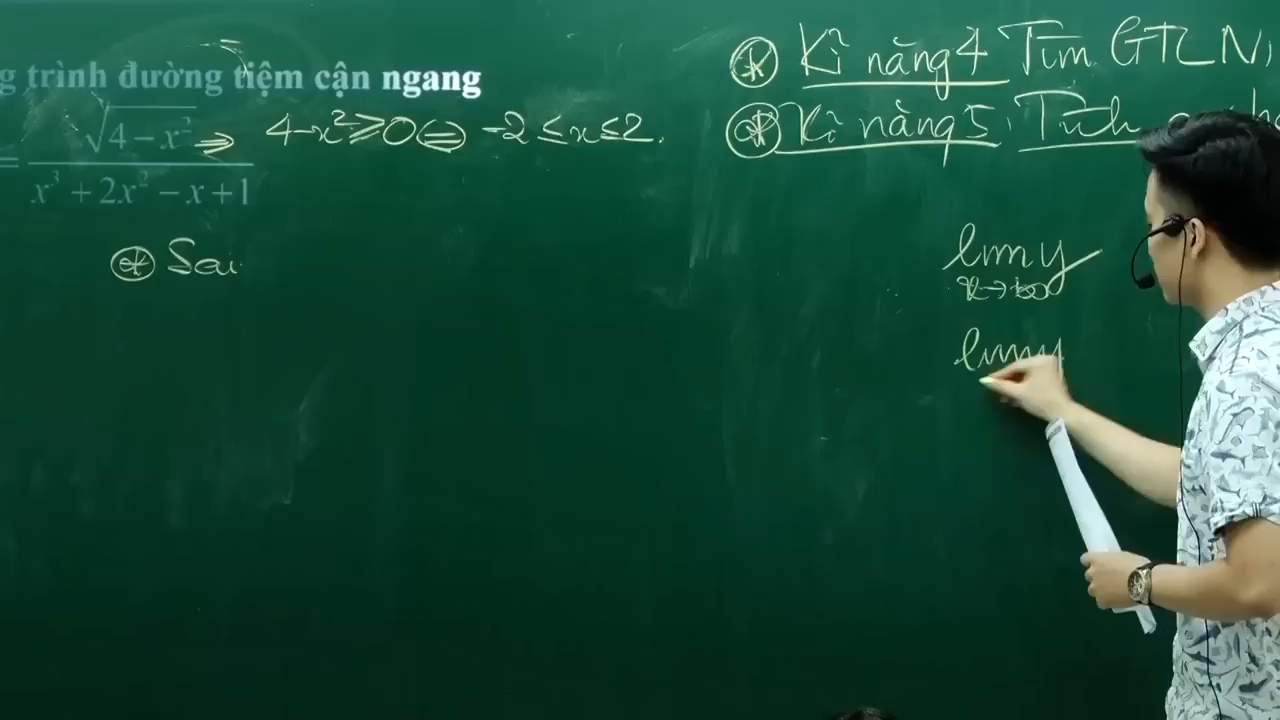 trình đường tiệm cận ngang
= √(4 − x²) / (x³ + 2x² − x + 1) ⇒ 4−x² ≥ 0 ⇔ −2 ≤ x ≤ 2.
⊛ Sai
⊛ Kĩ năng 4 Tìm GTLN,
⊛ Kĩ năng 5: Tính
lim y
x→
lim y